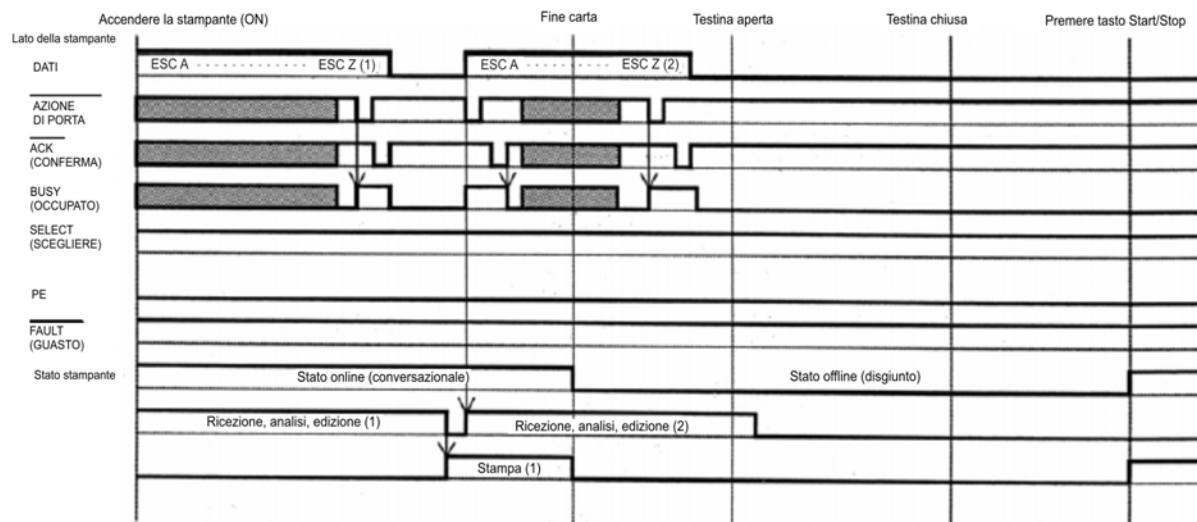 Accendere la stampante (ON)
Fine carta
Testina aperta
Testina chiusa
Premere tasto Start/Stop
Lato della stampante
DATI
ESC A - - - - - - - - - - - - ESC Z (1)
ESC A - - - - - - - - - ESC Z (2)
AZIONE
DI PORTA
ACK
(CONFERMA)
BUSY
(OCCUPATO)
SELECT
(SCEGLIERE)
PE
FAULT
(GUASTO)
Stato stampante
Stato online (conversazionale)
Stato offline (disgiunto)
Ricezione, analisi, edizione (1)
Ricezione, analisi, edizione (2)
Stampa (1)